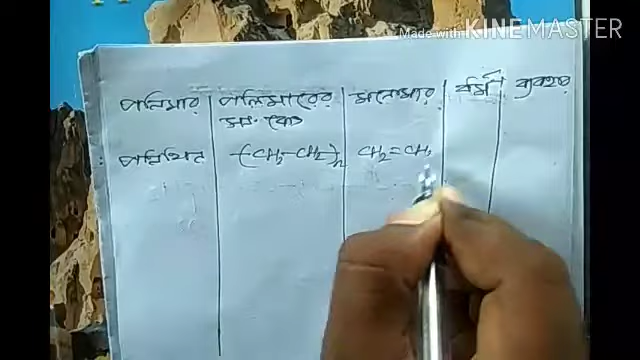 Made with KINEMASTER
পলিমার পলিমারের মনোমার ধর্ম ব্যবহার
সং. কেত
পলিথিন (CH₂-CH₂)n CH₂=CH₂